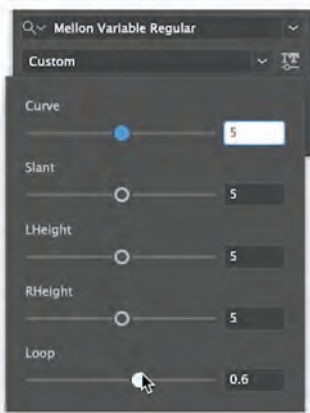 Mellon Variable Regular
Custom
Curve
5
Slant
5
LHeight
5
RHeight
5
Loop
0.6